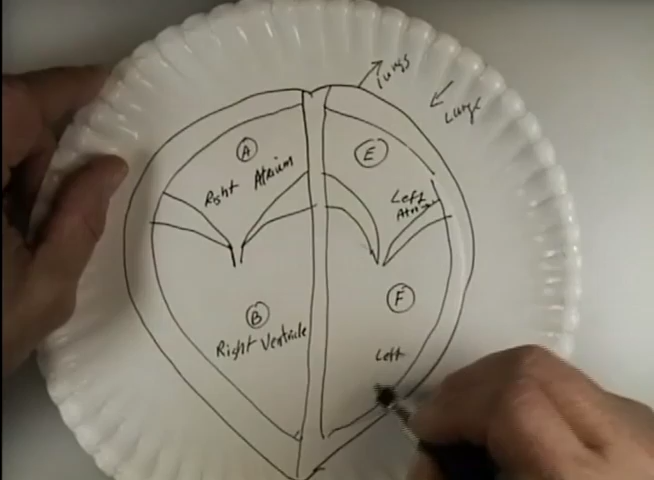 Lungs
Lungs
A
Right Atrium
E
Left
Atrium
B
Right Ventricle
F
Left